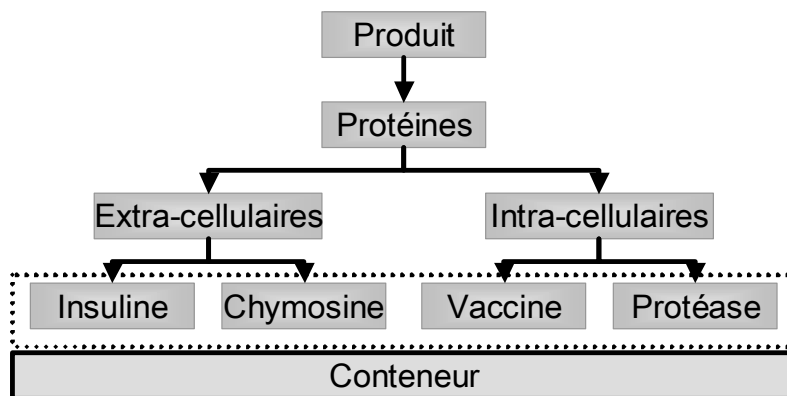 Produit
Protéines
Extra-cellulaires Intra-cellulaires
Insuline Chymosine Vaccine Protéase
Conteneur